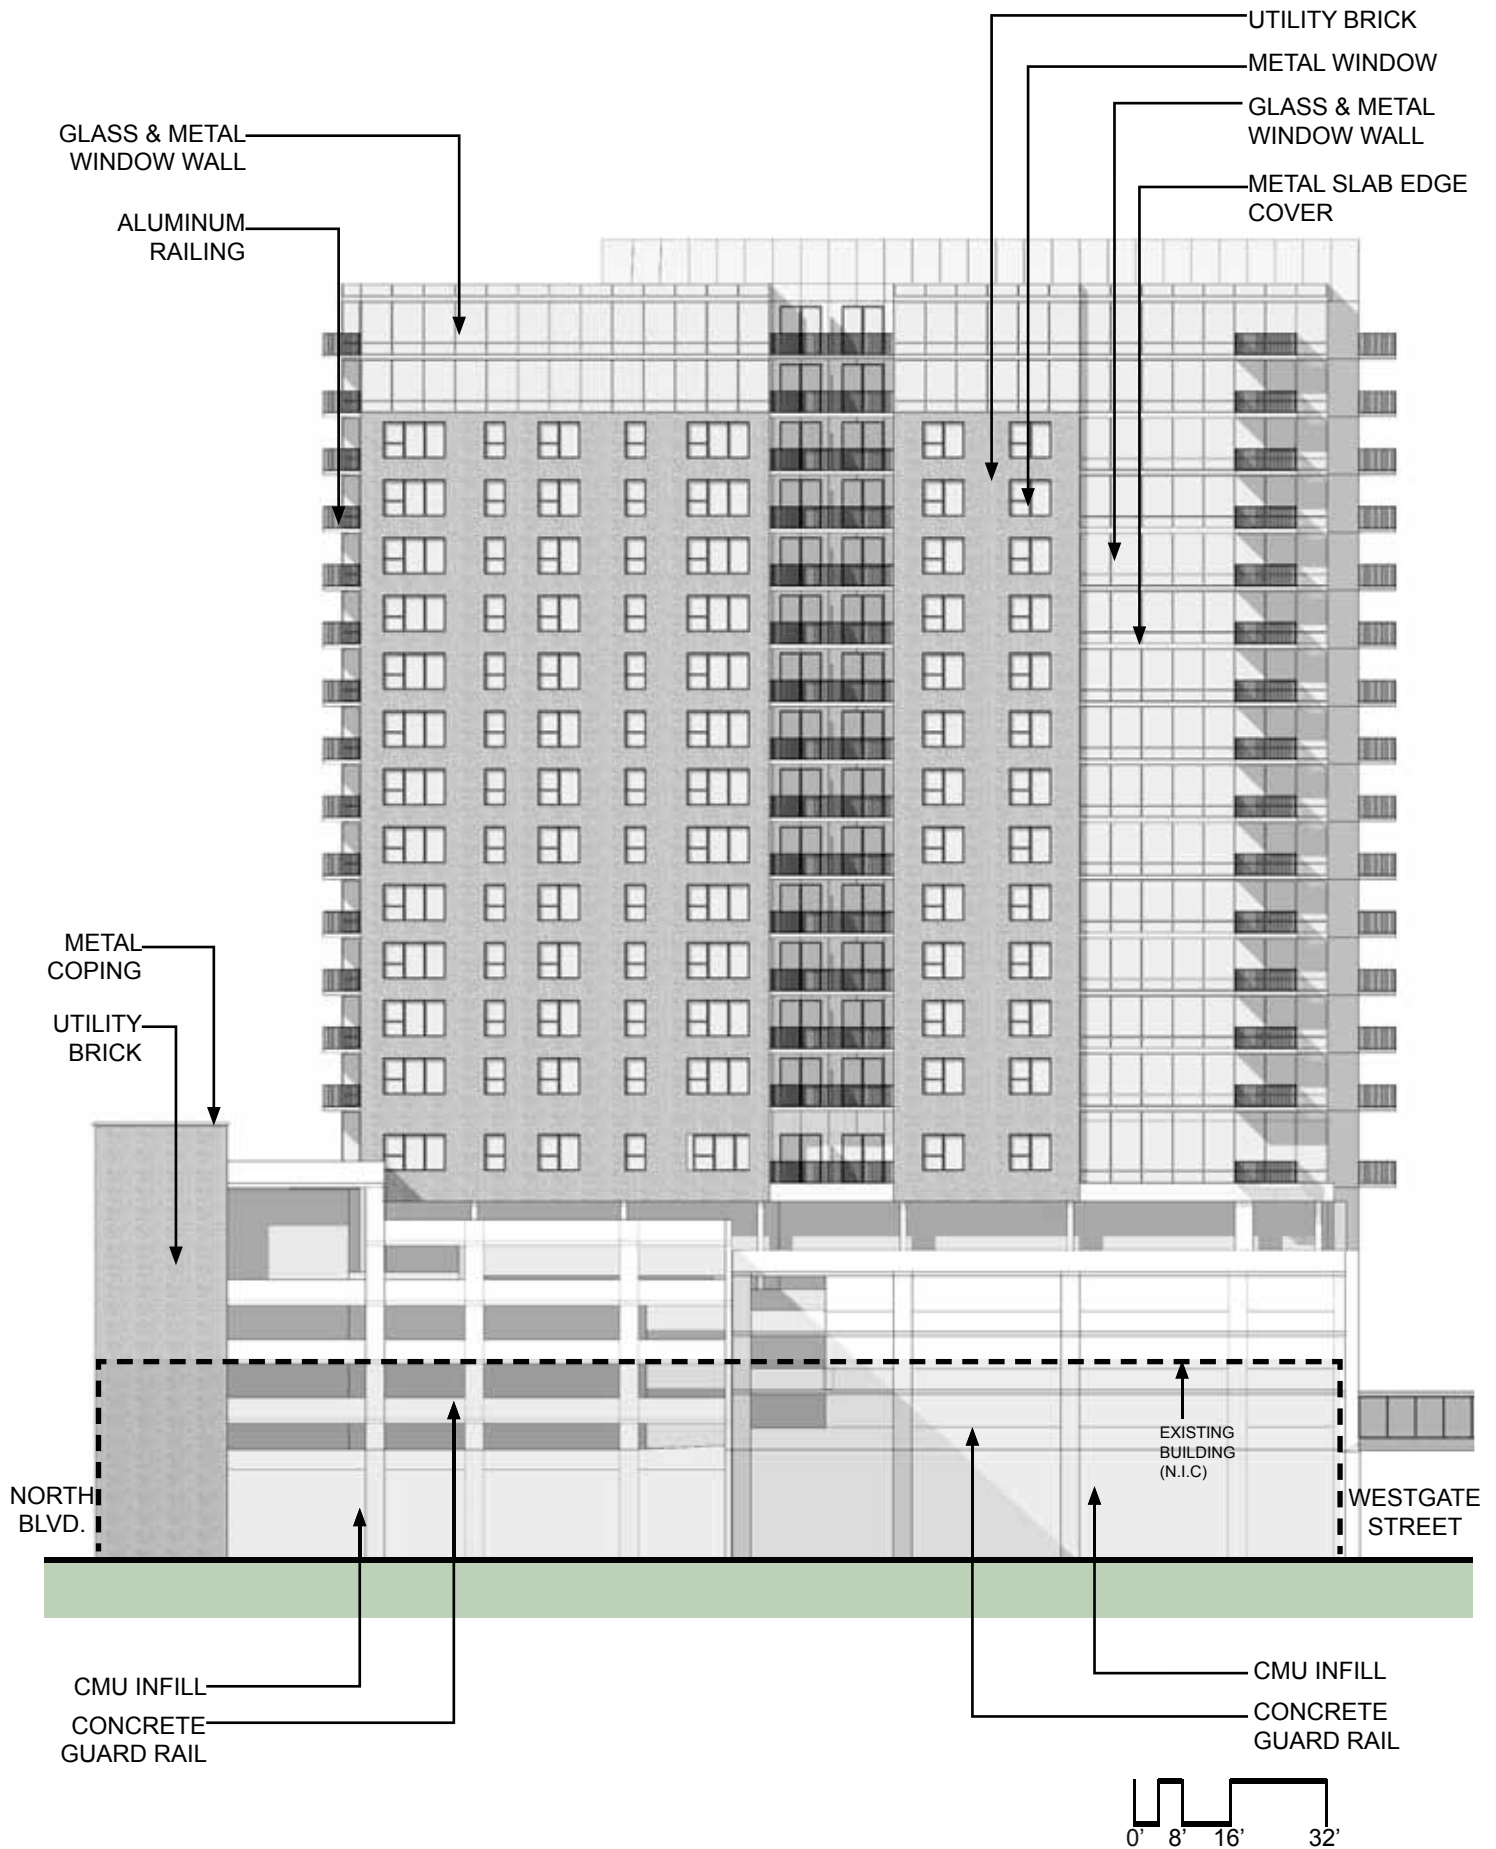 UTILITY BRICK
METAL WINDOW
GLASS & METAL
WINDOW WALL
METAL SLAB EDGE
COVER
GLASS & METAL
WINDOW WALL
ALUMINUM
RAILING
METAL
COPING
UTILITY
BRICK
EXISTING
BUILDING
(N.I.C)
NORTH
BLVD.
WESTGATE
STREET
CMU INFILL
CONCRETE
GUARD RAIL
CMU INFILL
CONCRETE
GUARD RAIL
0' 8' 16' 32'